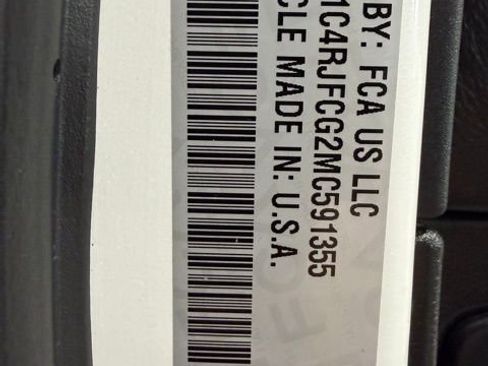 BY: FCA US LLC
1C4RJFCG2MC591355
CLE MADE IN: U.S.A.